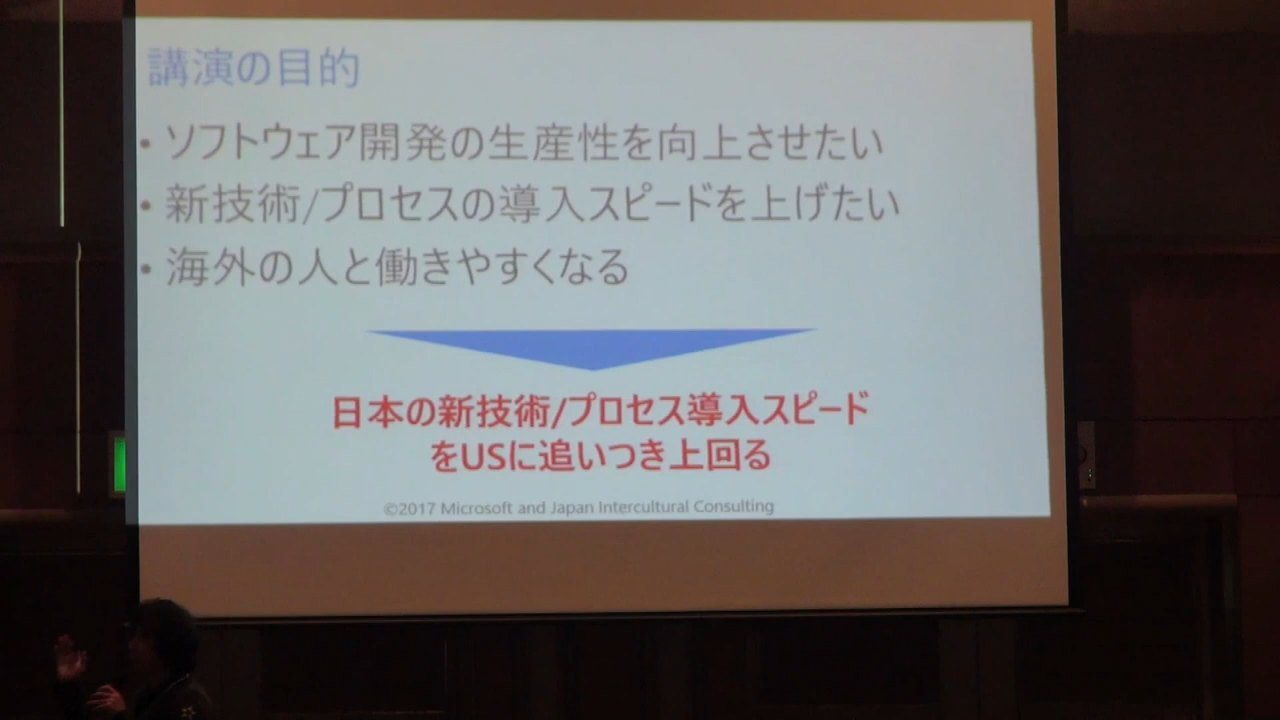 講演の目的
• ソフトウェア開発の生産性を向上させたい
• 新技術/プロセスの導入スピードを上げたい
• 海外の人と働きやすくなる
日本の新技術/プロセス導入スピード
をUSに追いつき上回る
©2017 Microsoft and Japan Intercultural Consulting